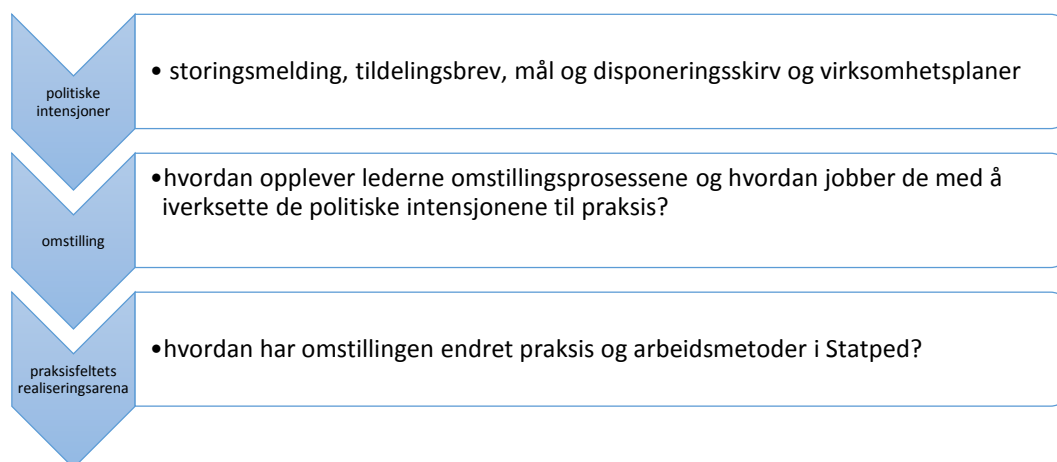 politiske
intensjoner
• storingsmelding, tildelingsbrev, mål og disponeringsskirv og virksomhetsplaner
omstilling
•hvordan opplever lederne omstillingsprosessene og hvordan jobber de med å
iverksette de politiske intensjonene til praksis?
praksisfeltets
realiseringsarena
•hvordan har omstillingen endret praksis og arbeidsmetoder i Statped?